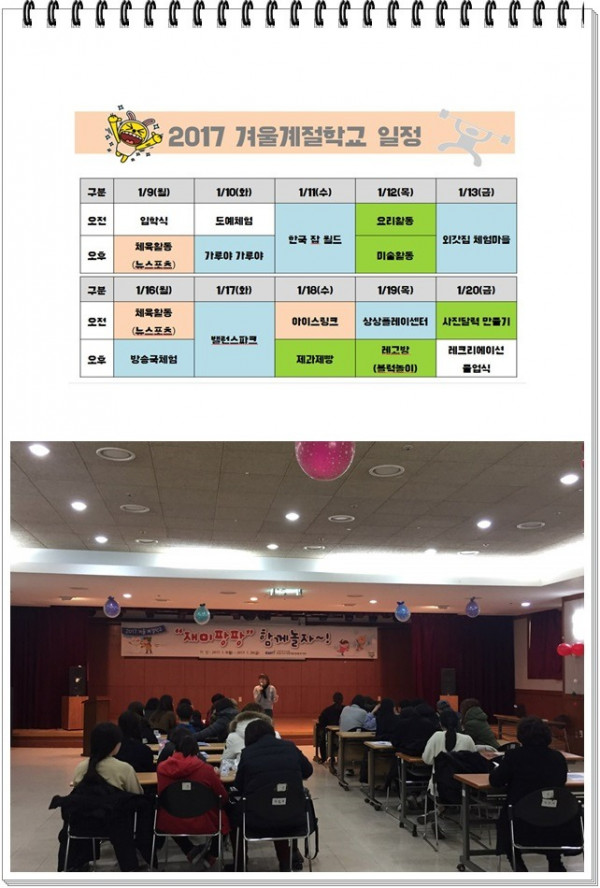 2017 겨울계절학교 일정
구분 1/9(월) 1/10(화) 1/11(수) 1/12(목) 1/13(금)
오전 입학식 도예체험 한국 잡 월드 요리활동 외갓집 체험마을
오후 체육활동 (뉴스포츠) 가루야 가루야 미술활동
구분 1/16(월) 1/17(화) 1/18(수) 1/19(목) 1/20(금)
오전 체육활동 (뉴스포츠) 밸런스파크 아이스링크 상상플레이센터 사진달력 만들기
오후 방송국체험 제과제빵 레고방 (블럭놀이) 레크리에이션 졸업식
"재미팡팡" 함께놀자~!